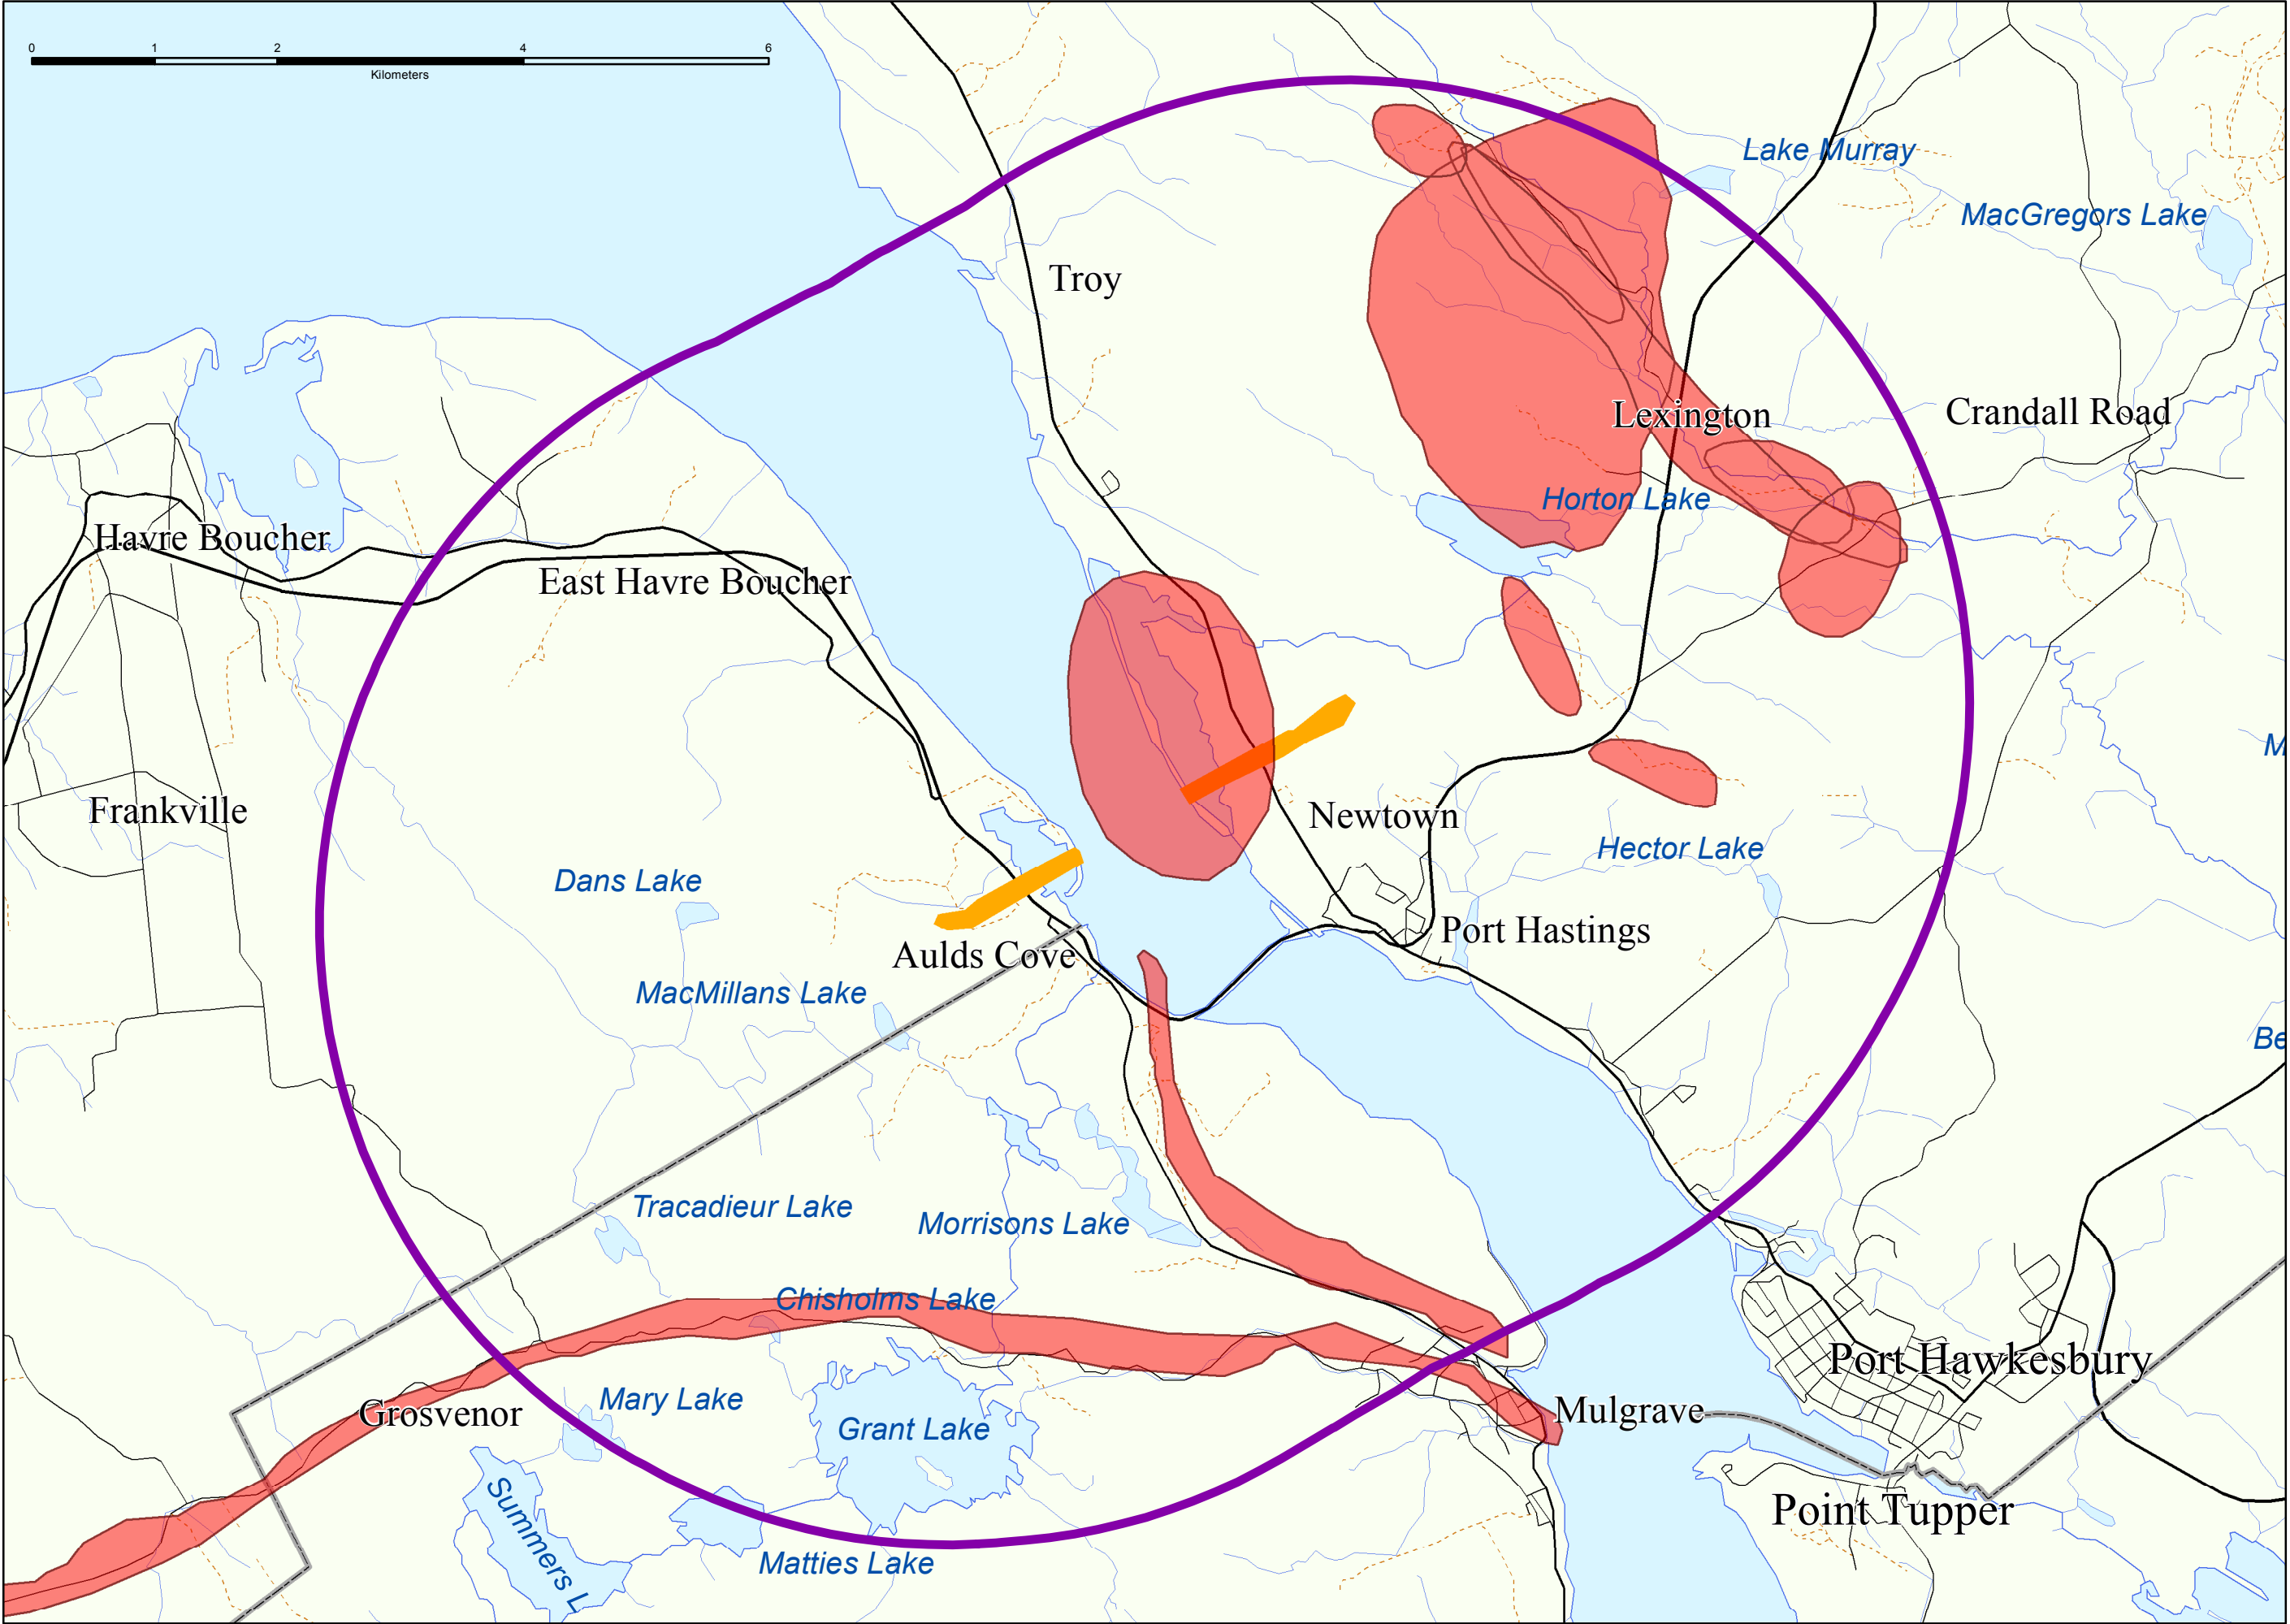 0 1 2 4 6
Kilometers
Lake Murray
MacGregors Lake
Troy
Lexington
Crandall Road
Horton Lake
Havre Boucher
East Havre Boucher
M
Frankville
Newtown
Hector Lake
Dans Lake
Port Hastings
Aulds Cove
MacMillans Lake
Be
Tracadieur Lake
Morrisons Lake
Chisholms Lake
Port Hawkesbury
Mary Lake
Grosvenor
Mulgrave
Grant Lake
Summers L
Point Tupper
Matties Lake